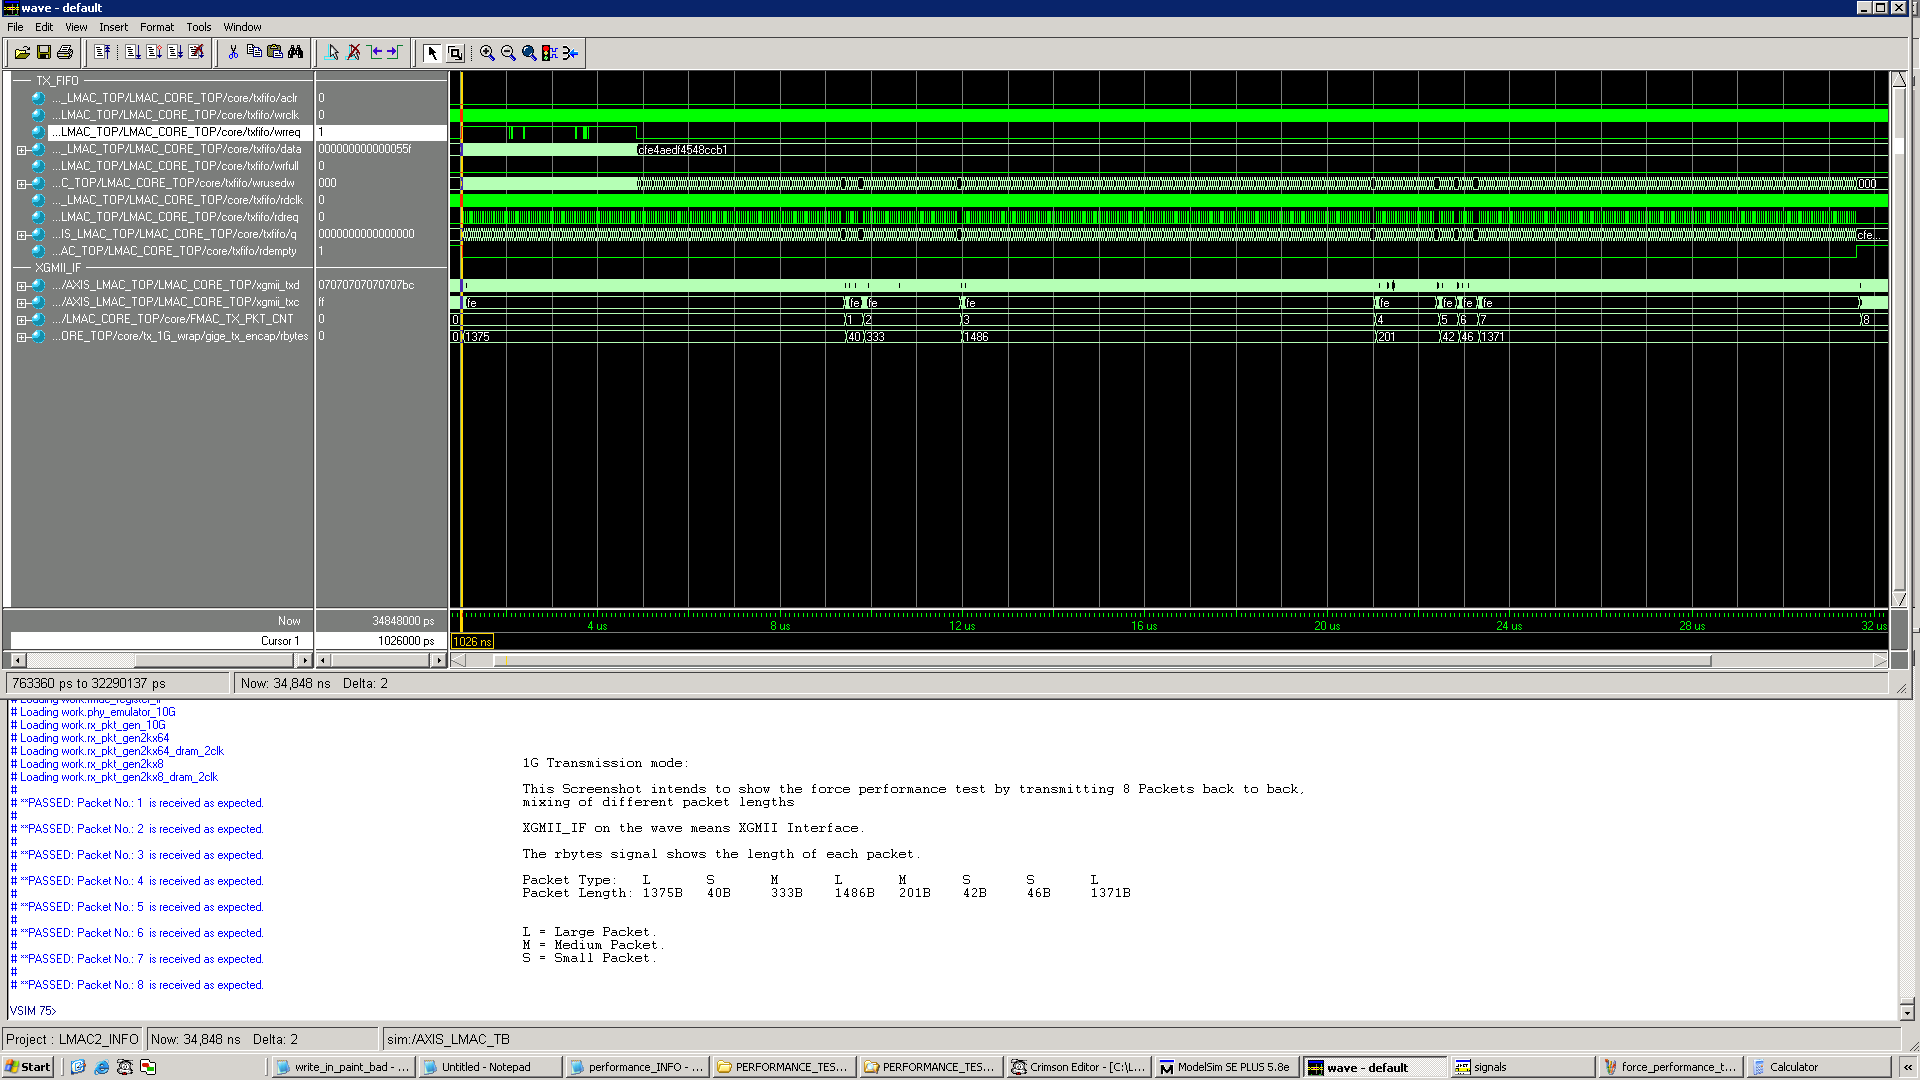 wave - default
File Edit View Insert Format Tools Window
TX_FIFO
..._LMAC_TOP/LMAC_CORE_TOP/core/txfifo/aclr 0
...LMAC_TOP/LMAC_CORE_TOP/core/txfifo/wrclk 0
...LMAC_TOP/LMAC_CORE_TOP/core/txfifo/wrreq 1
..._LMAC_TOP/LMAC_CORE_TOP/core/txfifo/data 000000000000055f cfe4aedf4548ccb1
...LMAC_TOP/LMAC_CORE_TOP/core/txfifo/wrfull 0
...C_TOP/LMAC_CORE_TOP/core/txfifo/wrusedw 000 000
..._LMAC_TOP/LMAC_CORE_TOP/core/txfifo/rdclk 0
...LMAC_TOP/LMAC_CORE_TOP/core/txfifo/rdreq 0
...IS_LMAC_TOP/LMAC_CORE_TOP/core/txfifo/q 0000000000000000 cfe...
...AC_TOP/LMAC_CORE_TOP/core/txfifo/rdempty 1
XGMII_IF
.../AXIS_LMAC_TOP/LMAC_CORE_TOP/xgmii_txd 07070707070707bc
.../AXIS_LMAC_TOP/LMAC_CORE_TOP/xgmii_txc ff fe fe fe fe fe fe fe fe
.../LMAC_CORE_TOP/core/FMAC_TX_PKT_CNT 0 0 1 2 3 4 5 6 7 8
...ORE_TOP/core/tx_1G_wrap/gige_tx_encap/rbytes 0 0 1375 40 333 1486 201 42 46 1371
Now 34848000 ps 4 us 8 us 12 us 16 us 20 us 24 us 28 us 32 us
Cursor 1 1026000 ps 1026 ns
763360 ps to 32290137 ps Now: 34,848 ns Delta: 2
# Loading work.phy_emulator_10G
# Loading work.rx_pkt_gen_10G
# Loading work.rx_pkt_gen2kx64
# Loading work.rx_pkt_gen2kx64_dram_2clk
# Loading work.rx_pkt_gen2kx8
# Loading work.rx_pkt_gen2kx8_dram_2clk
#
# **PASSED: Packet No.: 1 is received as expected.
#
# **PASSED: Packet No.: 2 is received as expected.
#
# **PASSED: Packet No.: 3 is received as expected.
#
# **PASSED: Packet No.: 4 is received as expected.
#
# **PASSED: Packet No.: 5 is received as expected.
#
# **PASSED: Packet No.: 6 is received as expected.
#
# **PASSED: Packet No.: 7 is received as expected.
#
# **PASSED: Packet No.: 8 is received as expected.
VSIM 75>
1G Transmission mode:
This Screenshot intends to show the force performance test by transmitting 8 Packets back to back,
mixing of different packet lengths
XGMII_IF on the wave means XGMII Interface.
The rbytes signal shows the length of each packet.
Packet Type: L S M L M S S L
Packet Length: 1375B 40B 333B 1486B 201B 42B 46B 1371B
L = Large Packet.
M = Medium Packet.
S = Small Packet.
Project : LMAC2_INFO Now: 34,848 ns Delta: 2 sim:/AXIS_LMAC_TB
Start write_in_paint_bad - ... Untitled - Notepad performance_INFO - ... PERFORMANCE_TES... PERFORMANCE_TES... Crimson Editor - [C:\L... ModelSim SE PLUS 5.8e wave - default signals force_performance_t... Calculator